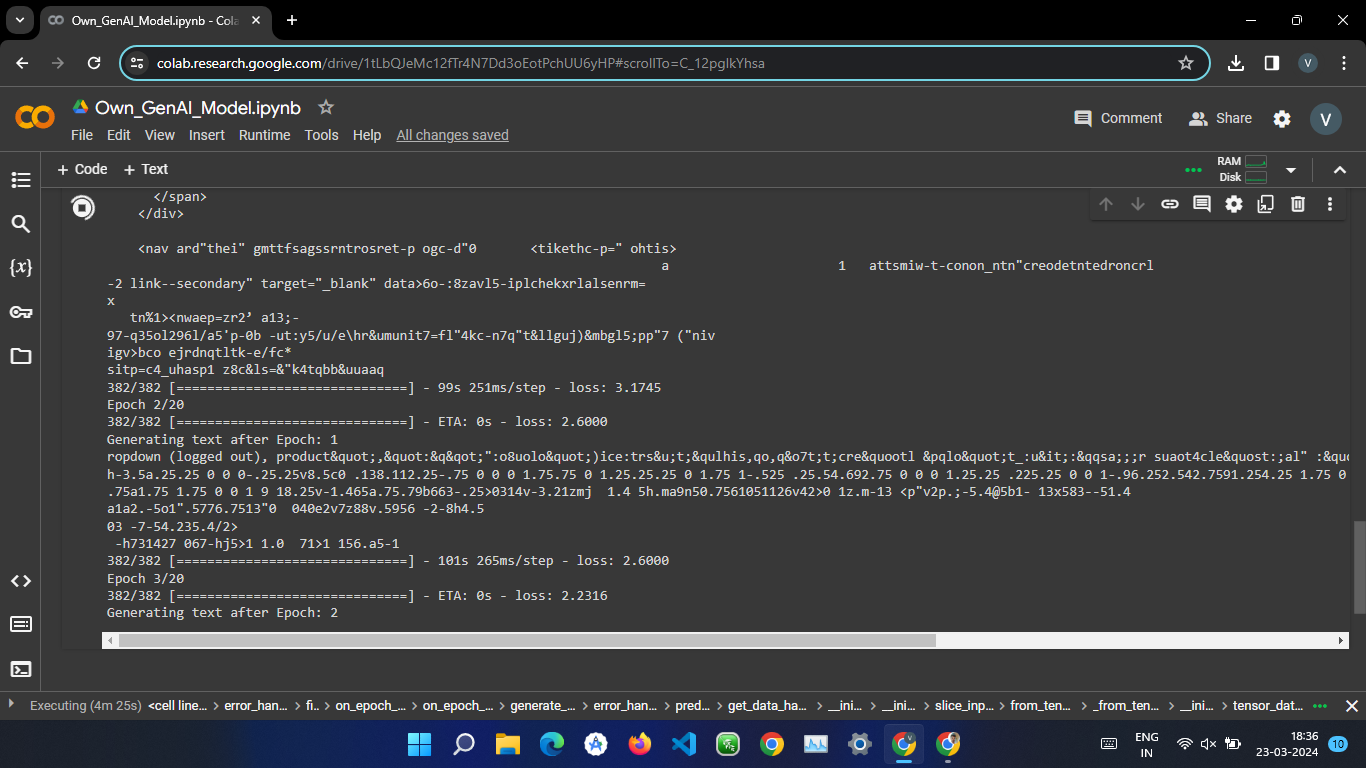 Own_GenAI_Model.ipynb - Cola
colab.research.google.com/drive/1tLbQJeMc12fTr4N7Dd3oEotPchUU6yHP#scrollTo=C_12pglkYhsa
V
Own_GenAI_Model.ipynb
File Edit View Insert Runtime Tools Help All changes saved
Comment Share V
+ Code + Text
RAM
Disk
</span>
</div>
<nav ard"thei" gmttfsagssrntrosret-p ogc-d"0 <tikethc-p=" ohtis>
a 1 attsmiw-t-conon_ntn"creodetntedroncrl
-2 link--secondary" target="_blank" data>6o-:8zavl5-iplchekxrlalsenrm=
x
tn%1><nwaep=zr2’ a13;-
97-q35ol296l/a5'p-0b -ut:y5/u/e\hr&umunit7=fl"4kc-n7q"t&llguj)&mbgl5;pp"7 ("niv
igv>bco ejrdnqtltk-e/fc*
sitp=c4_uhasp1 z8c&ls=&"k4tqbb&uuaaq
382/382 [==============================] - 99s 251ms/step - loss: 3.1745
Epoch 2/20
382/382 [==============================] - ETA: 0s - loss: 2.6000
Generating text after Epoch: 1
ropdown (logged out), product&quot;,&quot:&q&qot;":o8uolo&quot;)ice:trs&u;t;&qulhis,qo,q&o7t;t;cre&quootl &pqlo&quot;t_:u&it;:&qqsa;;;r suaot4cle&quost:;al" :&quo
h-3.5a.25.25 0 0 0-.25.25v8.5c0 .138.112.25-.75 0 0 0 1.75.75 0 1.25.25 0 0 1.75 1-.525 .25.54.692.75 0 0 0 1.25.25 .225.25 0 0 1-.96.252.542.7591.254.25 1.75 0
.75a1.75 1.75 0 0 1 9 18.25v-1.465a.75.79b663-.25>0314v-3.21zmj 1.4 5h.ma9n50.7561051126v42>0 1z.m-13 <p"v2p.;-5.4@5b1- 13x583--51.4
a1a2.-5o1".5776.7513"0 040e2v7z88v.5956 -2-8h4.5
03 -7-54.235.4/2>
-h731427 067-hj5>1 1.0 71>1 156.a5-1
382/382 [==============================] - 101s 265ms/step - loss: 2.6000
Epoch 3/20
382/382 [==============================] - ETA: 0s - loss: 2.2316
Generating text after Epoch: 2
Executing (4m 25s) <cell line... > error_han... > fi.. > on_epoch_... > on_epoch_... > generate_... > error_han... > pred... > get_data_ha... > __ini... > __ini... > slice_inp... > from_ten... > _from_ten... > __ini... > tensor_dat...
ENG
IN
18:36
23-03-2024
10